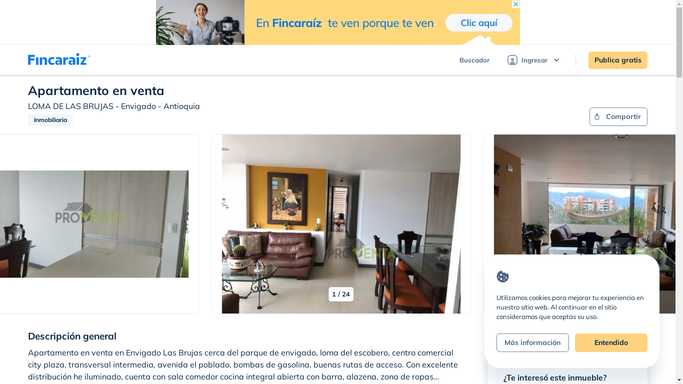 En Fincaraíz te ven porque te ven
Clic aquí
Fincaraíz
Buscador
Ingresar
Publica gratis
Apartamento en venta
LOMA DE LAS BRUJAS - Envigado - Antioquia
Inmobiliaria
Compartir
1 / 24
Utilizamos cookies para mejorar tu experiencia en
nuestro sitio web. Al continuar en el sitio
consideramos que aceptas su uso.
Más información
Entendido
Descripción general
Apartamento en venta en Envigado Las Brujas cerca del parque de envigado, loma del escobero, centro comercial
city plaza, transversal intermedia, avenida el poblado, bombas de gasolina, buenas rutas de acceso. Con excelente
distribución he iluminado, cuenta con sala comedor cocina integral abierta con barra, alazena, zona de ropas...
¿Te interesó este inmueble?